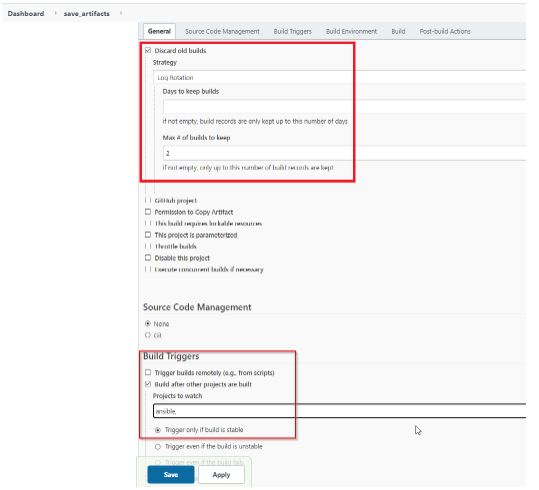 Dashboard save_artifacts
General Source Code Management Build Triggers Build Environment Build Post-build Actions
Discard old builds
Strategy
Log Rotation
Days to keep builds
if not empty, build records are only kept up to this number of days
Max # of builds to keep
2
if not empty, only up to this number of build records are kept
GitHub project
Permission to Copy Artifact
This build requires lockable resources
This project is parameterized
Throttle builds
Disable this project
Execute concurrent builds if necessary
Source Code Management
None
Git
Build Triggers
Trigger builds remotely (e.g., from scripts)
Build after other projects are built
Projects to watch
ansible,
Trigger only if build is stable
Trigger even if the build is unstable
Trigger even if the build fails
Save Apply